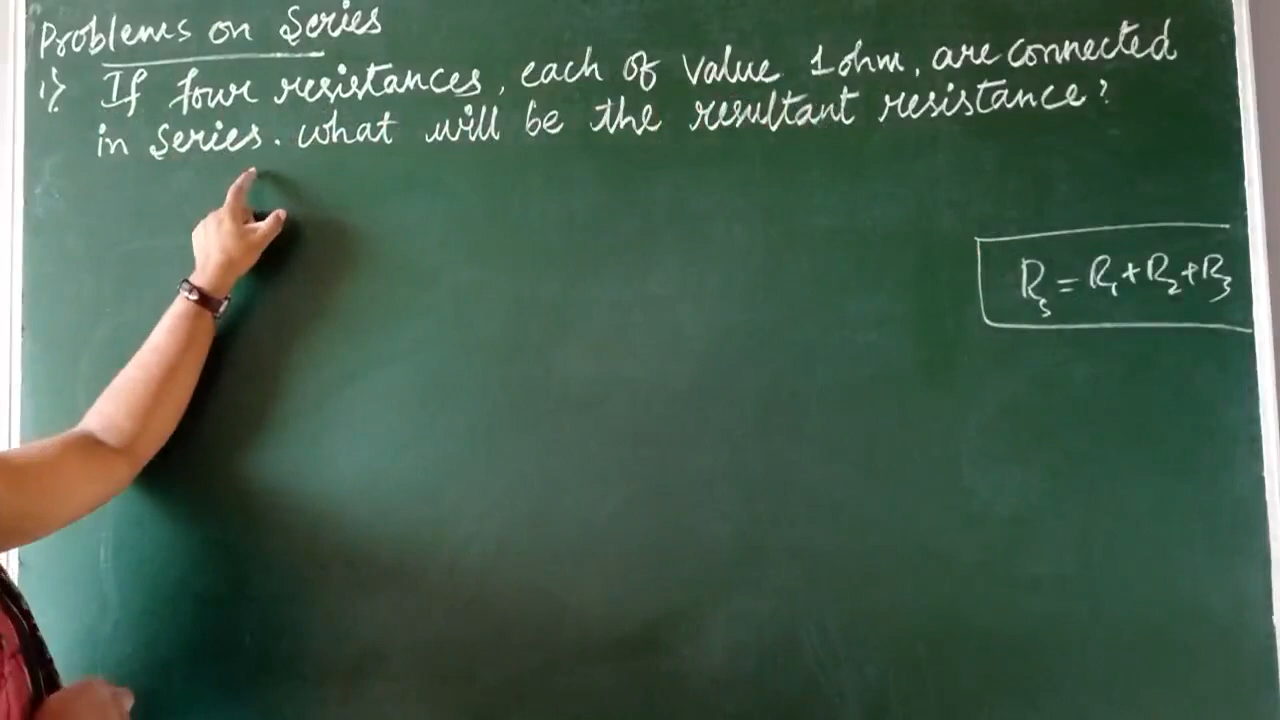 Problems on Series
1) If four resistances, each of value 1 ohm, are connected
in series. what will be the resultant resistance?
Rs = R1 + R2 + R3